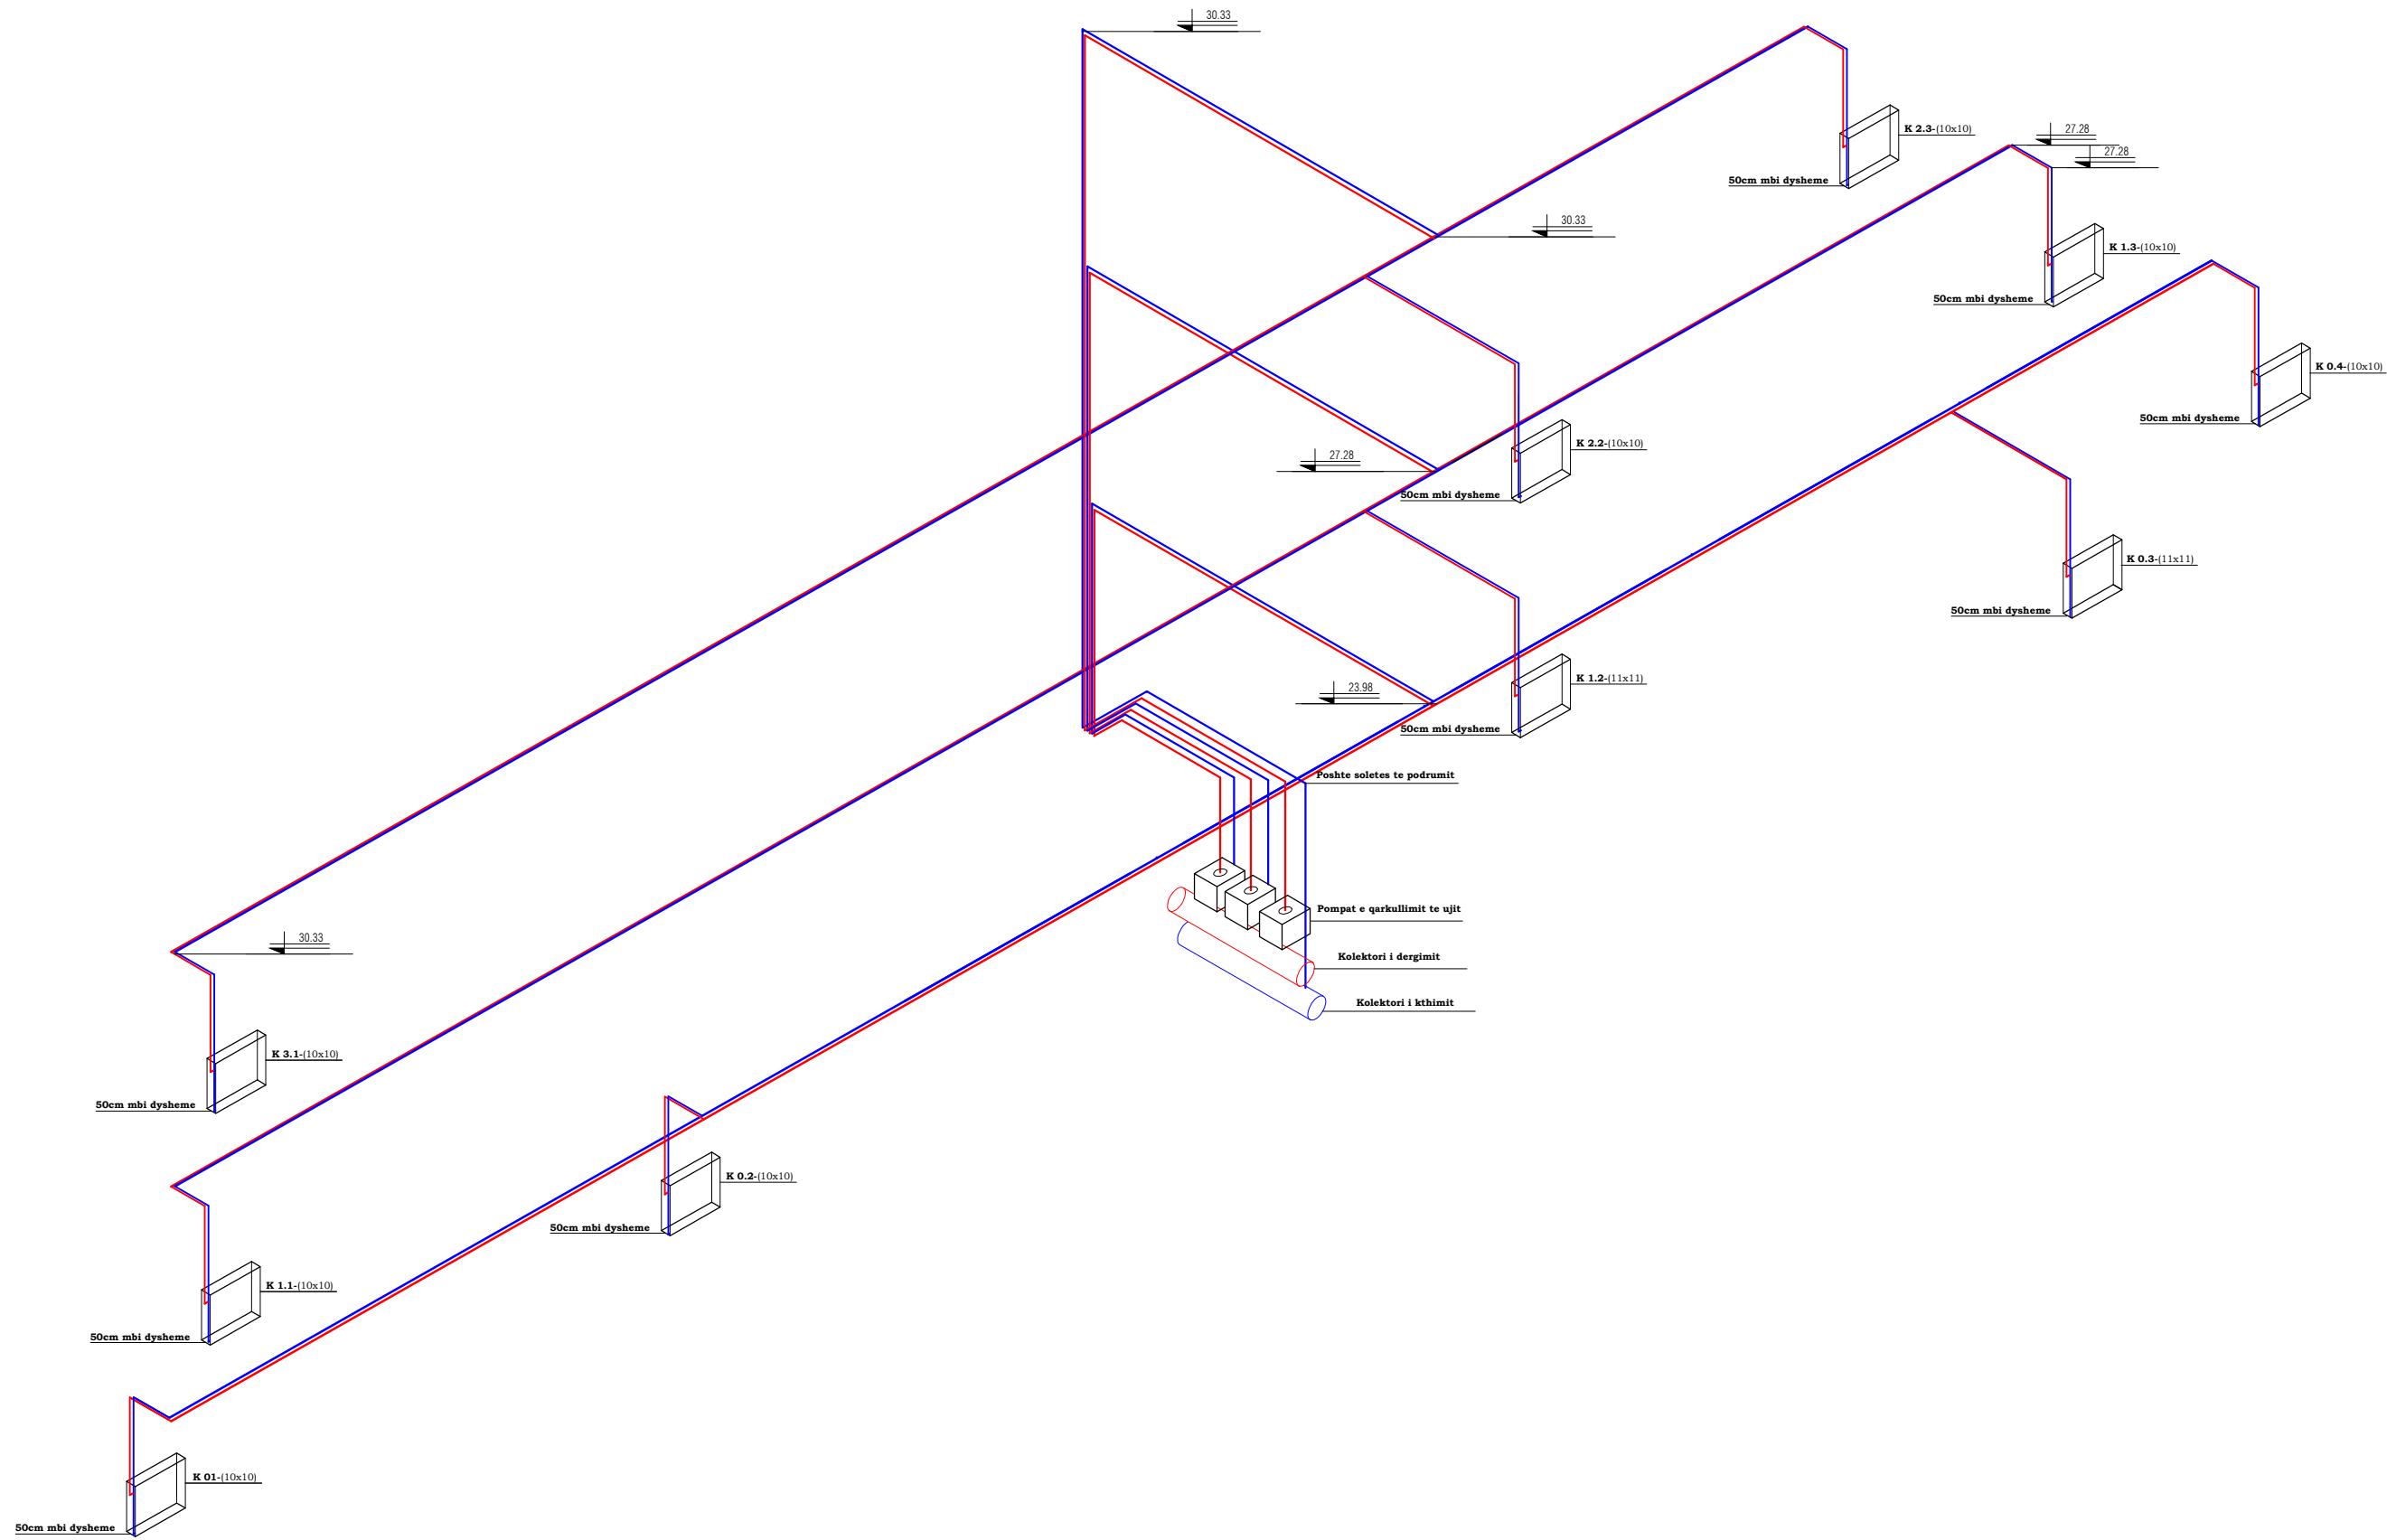 30.33
K 2.3-(10x10)
27.28
27.28
50cm mbi dysheme
30.33
K 1.3-(10x10)
50cm mbi dysheme
K 0.4-(10x10)
50cm mbi dysheme
K 2.2-(10x10)
27.28
50cm mbi dysheme
K 0.3-(11x11)
50cm mbi dysheme
K 1.2-(11x11)
23.98
50cm mbi dysheme
Poshte soletes te podrumit
Pompat e qarkullimit te ujit
30.33
Kolektori i dergimit
Kolektori i kthimit
K 3.1-(10x10)
50cm mbi dysheme
K 0.2-(10x10)
50cm mbi dysheme
K 1.1-(10x10)
50cm mbi dysheme
K 01-(10x10)
50cm mbi dysheme